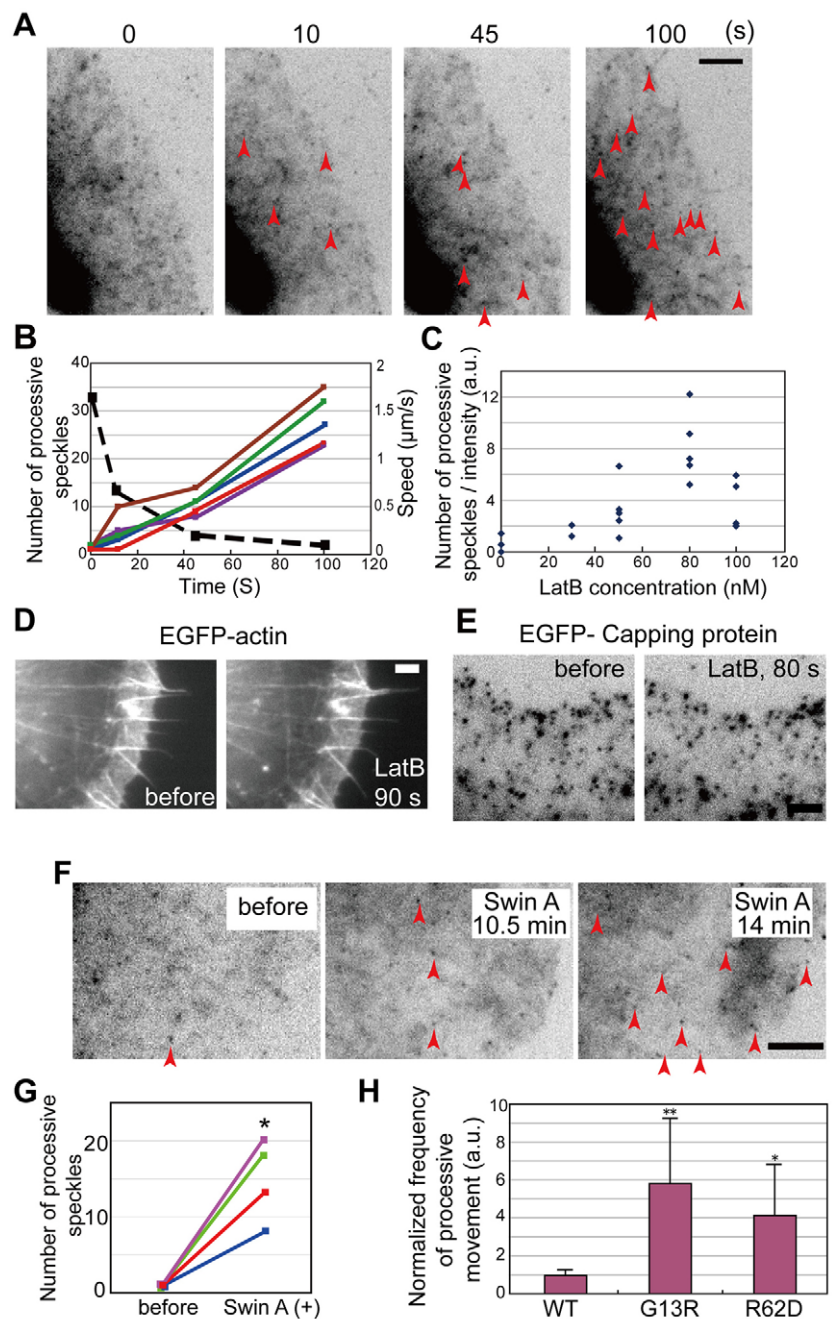 A
0 10 45 100 (s)
B
Number of processive
speckles
40
30
20
10
0
0 20 40 60 80 100 120
Time (S)
2
1.5
1
0.5
0
Speed (μm/s)
C
Number of processive
speckles / intensity (a.u.)
12
8
4
0
0 20 40 60 80 100 120
LatB concentration (nM)
D
EGFP-actin
before
LatB
90 s
E
EGFP- Capping protein
before
LatB, 80 s
F
before
Swin A
10.5 min
Swin A
14 min
G
Number of processive
speckles
20
10
0
*
before Swin A (+)
H
Normalized frequency
of processive
movement (a.u.)
10
8
6
4
2
0
**
*
WT G13R R62D